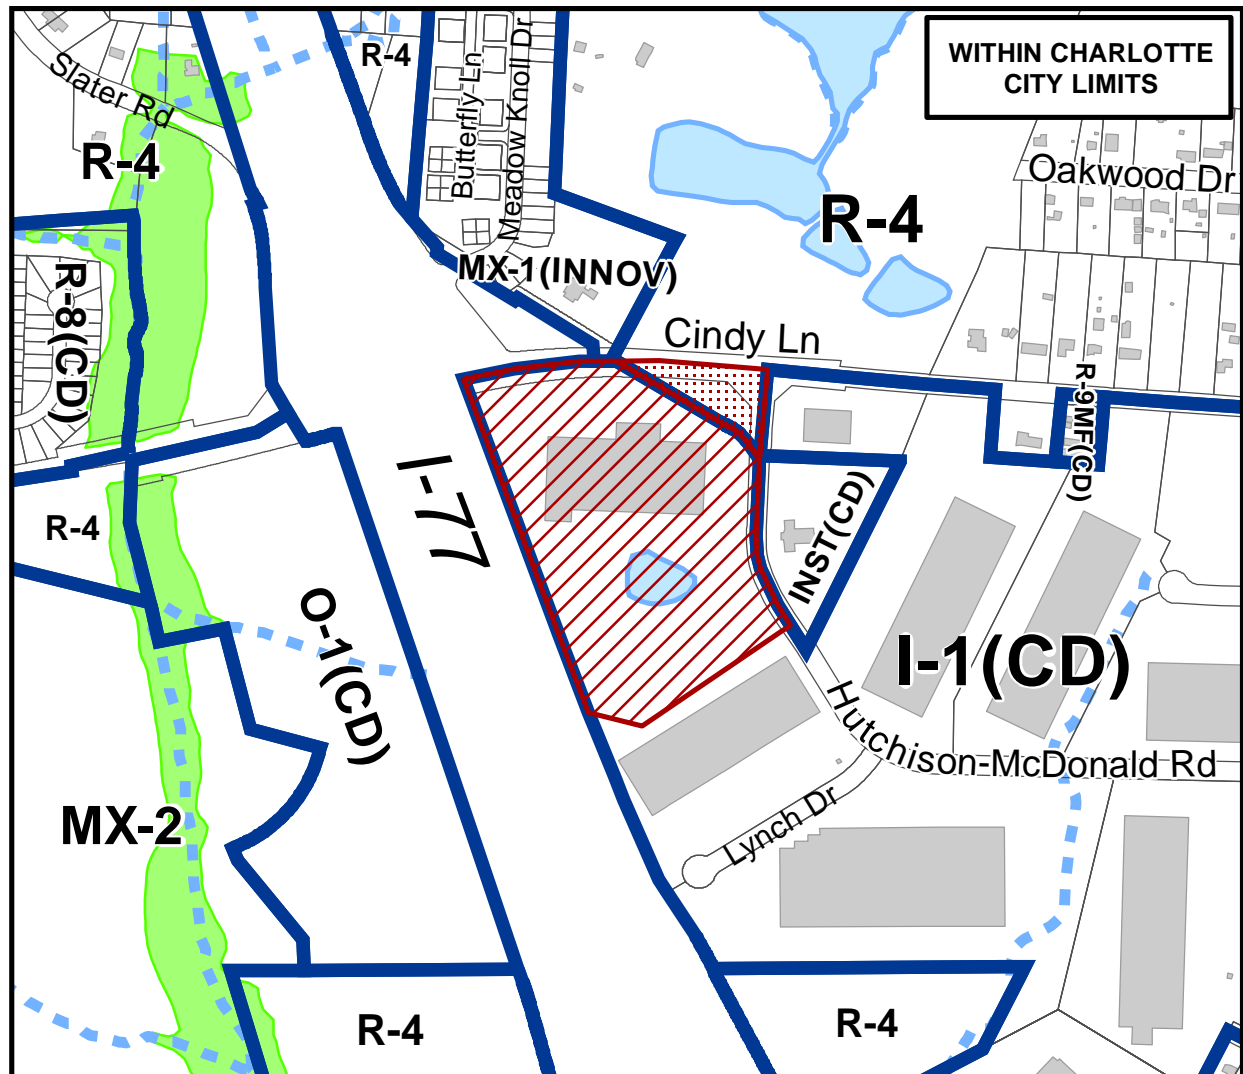 WITHIN CHARLOTTE
CITY LIMITS
R-4
Slater Rd
Butterfly Ln
Meadow Knoll Dr
R-4
Oakwood Dr
R-4
MX-1(INNOV)
R-8(CD)
Cindy Ln
R-9MF(CD)
I-77
R-4
INST(CD)
O-1(CD)
I-1(CD)
Hutchison-McDonald Rd
MX-2
Lynch Dr
R-4
R-4